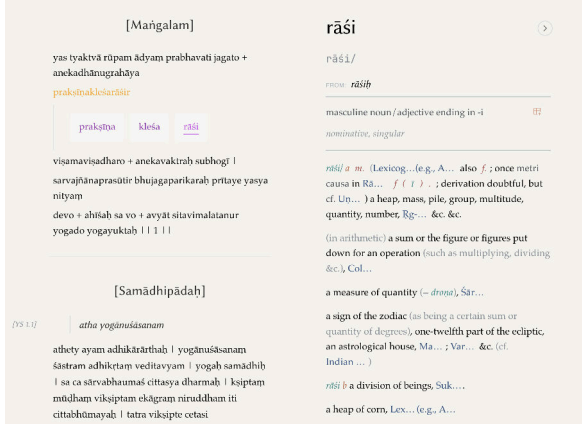 [Maṅgalam]
yas tyaktvā rūpam ādyaṃ prabhavati jagato +
anekadhānugrahāya
prakṣīṇakleśarāśir
prakṣīṇa kleśa rāśi
viṣamaviṣadharo + anekavaktraḥ subhogī |
sarvajñānaprasūtir bhujagaparikaraḥ prītaye yasya
nityaṃ
devo + ahīśaḥ sa vo + avyāt sitavimalatanur
yogado yogayuktaḥ || 1 ||
[Samādhipādaḥ]
[YS 1.1] atha yogānuśāsanam
athety ayam adhikārārthaḥ | yogānuśāsanaṃ
śāstram adhikṛtaṃ veditavyam | yogaḥ samādhiḥ
| sa ca sārvabhaumaś cittasya dharmaḥ | kṣiptaṃ
mūḍhaṃ vikṣiptam ekāgraṃ niruddham iti
cittabhūmayaḥ | tatra vikṣipte cetasi
rāśi
rāśi/
FROM: rāśiḥ
masculine noun/adjective ending in -i
nominative, singular
rāśi/ a m. (Lexicog…(e.g., A… also f. ; once metri
causa in Rā… f ( ī ) . ; derivation doubtful, but
cf. Uṇ… ) a heap, mass, pile, group, multitude,
quantity, number, Ṛg-… &c. &c.
(in arithmetic) a sum or the figure or figures put
down for an operation (such as multiplying, dividing
&c.), Col…
a measure of quantity (= droṇa), Śār…
a sign of the zodiac (as being a certain sum or
quantity of degrees), one-twelfth part of the ecliptic,
an astrological house, Ma… ; Var… &c. (cf.
Indian … )
rāśi b a division of beings, Suk….
a heap of corn, Lex…(e.g., A…